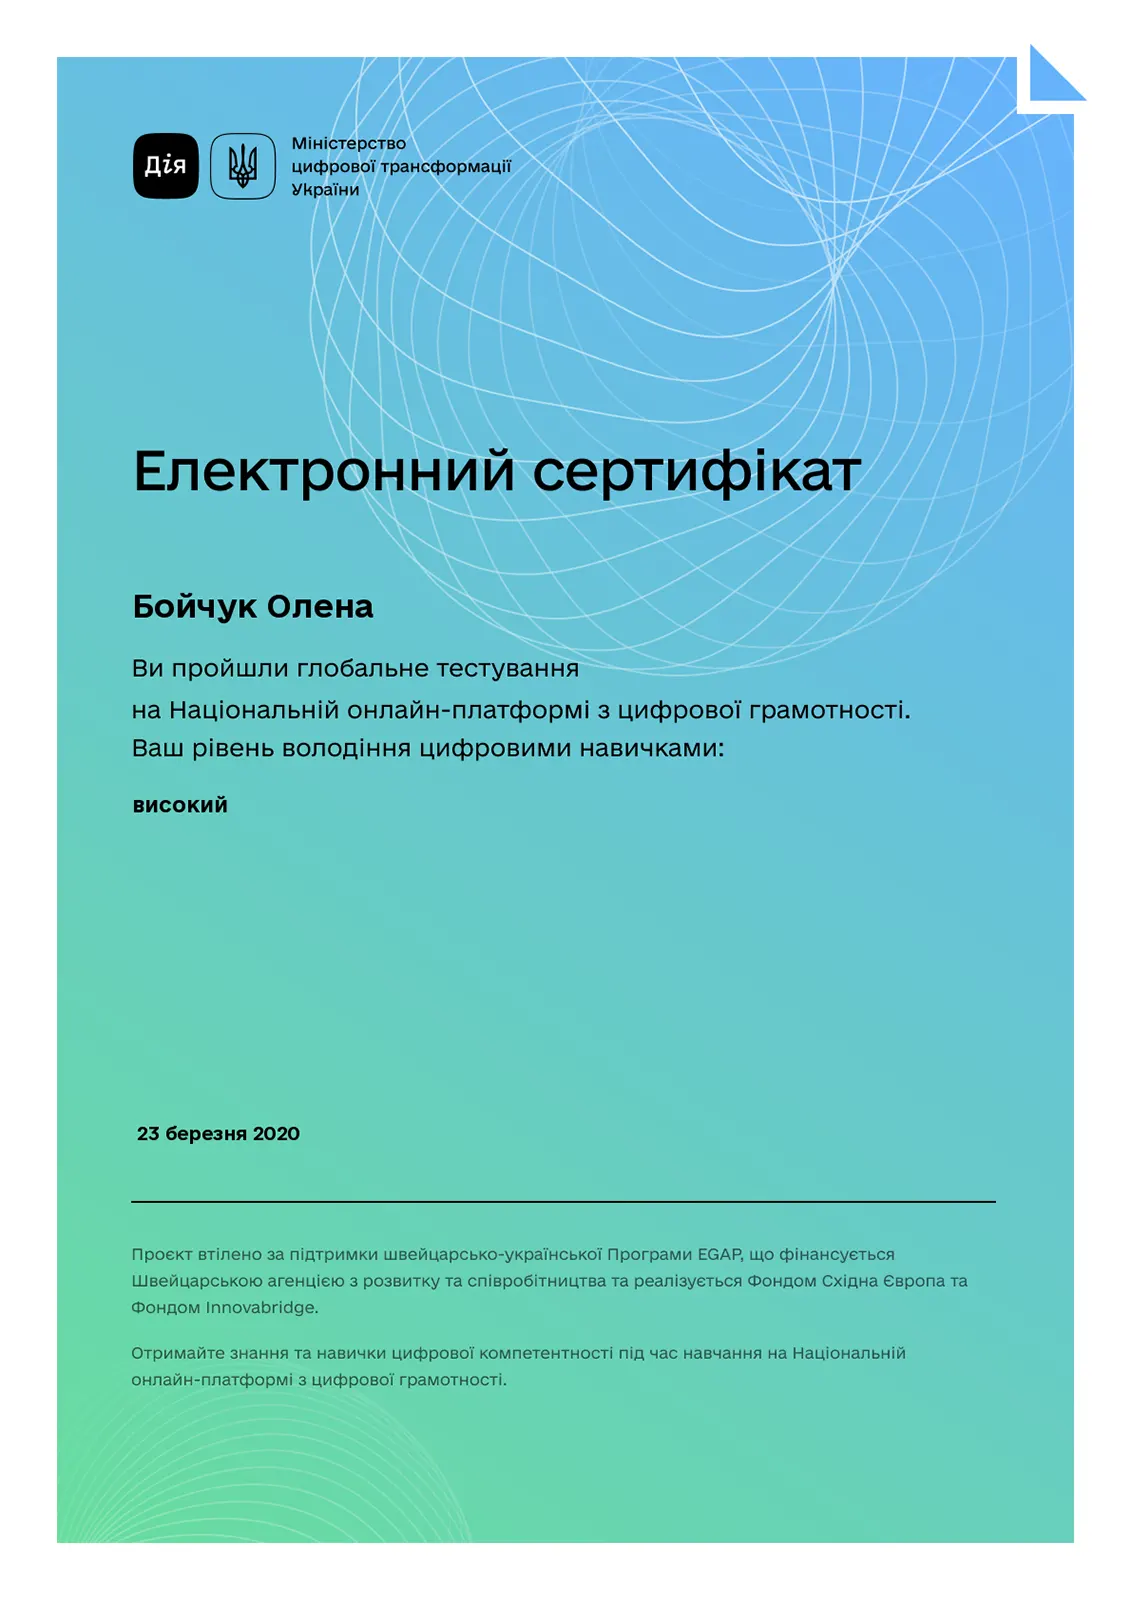 Дія
Міністерство
цифрової трансформації
України
Електронний сертифікат
Бойчук Олена
Ви пройшли глобальне тестування
на Національній онлайн-платформі з цифрової грамотності.
Ваш рівень володіння цифровими навичками:
високий
23 березня 2020
Проєкт втілено за підтримки швейцарсько-української Програми EGAP, що фінансується
Швейцарською агенцією з розвитку та співробітництва та реалізується Фондом Східна Європа та
Фондом Innovabridge.
Отримайте знання та навички цифрової компетентності під час навчання на Національній
онлайн-платформі з цифрової грамотності.